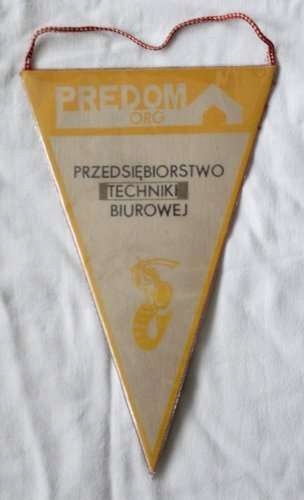 PREDOM
ORG
PRZEDSIĘBIORSTWO
TECHNIKI
BIUROWEJ